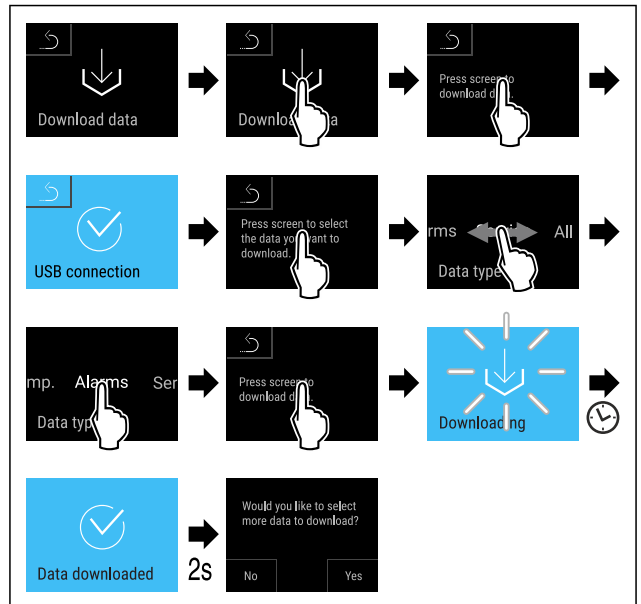 Download data
Downloa a
Press screen to
download d
USB connection
Press screen to select
the data you want to
download.
rms
All
Data type
mp. Alarms Ser
Data typ
Press screen to
download d
Downloading
Data downloaded
2s
Would you like to select
more data to download?
No
Yes